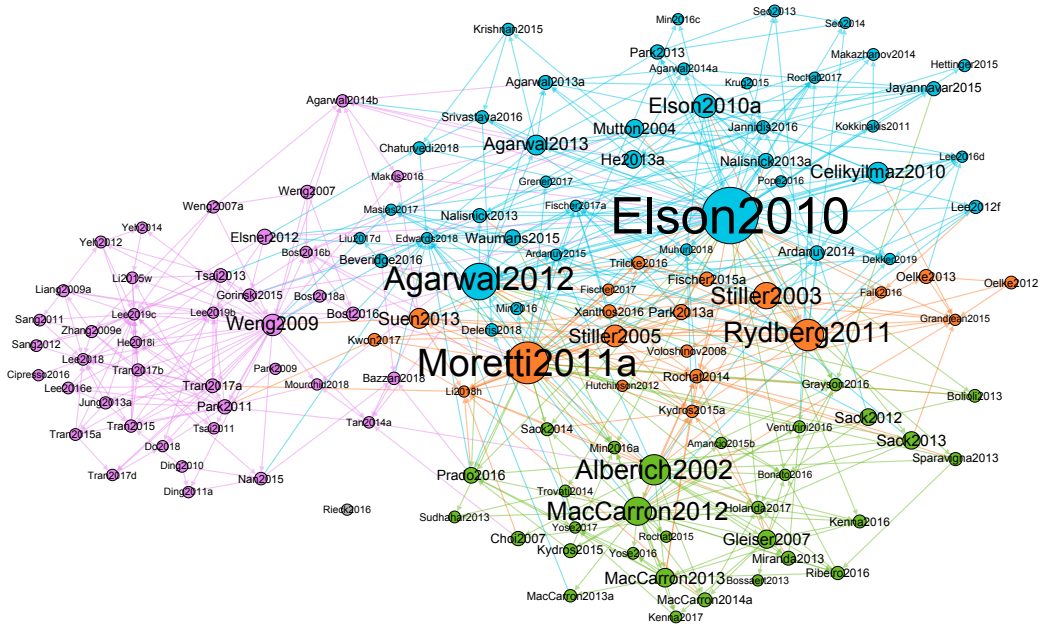 Min2016c
Seo2013
Seo2014
Krishnan2015
Park2013
Makazhanov2014
Agarwal2014a
Hettinger2015
Agarwal2013a
Krug2015
Rochat2017
Jayannavar2015
Agarwal2014b
Elson2010a
Srivastava2016
Mutton2004
Jannidis2016
Kokkinakis2011
Chaturvedi2018
Agarwal2013
He2013a
Nalisnick2013a
Lee2016d
Makris2016
Grener2017
Pope2016
Celikyilmaz2010
Weng2007
Weng2007a
Masias2017
Nalisnick2013
Fischer2017a
Elson2010
Lee2012f
Yeh2014
Yeh2012
Elsner2012
Liu2017d
Edwards2018
Waumans2015
Bost2016b
Beveridge2016
Ardanuy2015
Muhuri2018
Ardanuy2014
Dekker2019
Trilcke2016
Li2015w
Tsai2013
Agarwal2012
Fischer2015a
Oelke2013
Oelke2012
Liang2009a
Gorinski2015
Bost2018a
Fischer2017
Stiller2003
Falk2016
Sang2011
Lee2019c
Lee2019b
Bost2016
Min2016
Xanthos2016
Park2013a
Grandjean2015
Zhang2009e
Weng2009
Suen2013
Deleris2018
Stiller2005
Rydberg2011
Sang2012
He2018i
Kwon2017
Voloshinov2008
Lee2018
Moretti2011a
Cipresso2016
Tran2017b
Park2009
Bazzan2018
Rochat2014
Lee2016e
Tran2017a
Mourchid2018
Li2018h
Hutchinson2012
Grayson2016
Jung2013a
Park2011
Kydros2015a
Bolioli2013
Tran2015a
Tran2015
Tsai2011
Tan2014a
Sack2014
Venturini2016
Sack2012
Do2018
Min2016a
Amancio2015b
Sack2013
Sparavigna2013
Tran2017d
Ding2010
Nan2015
Prado2016
Alberich2002
Bonato2016
Ding2011a
Trovati2014
Rieck2016
Sudhahar2013
MacCarron2012
Holanda2017
Kenna2016
Yose2017
Choi2007
Rochat2015
Gleiser2007
Kydros2015
Yose2016
Miranda2013
MacCarron2013
Bossaert2013
Ribeiro2016
MacCarron2013a
MacCarron2014a
Kenna2017